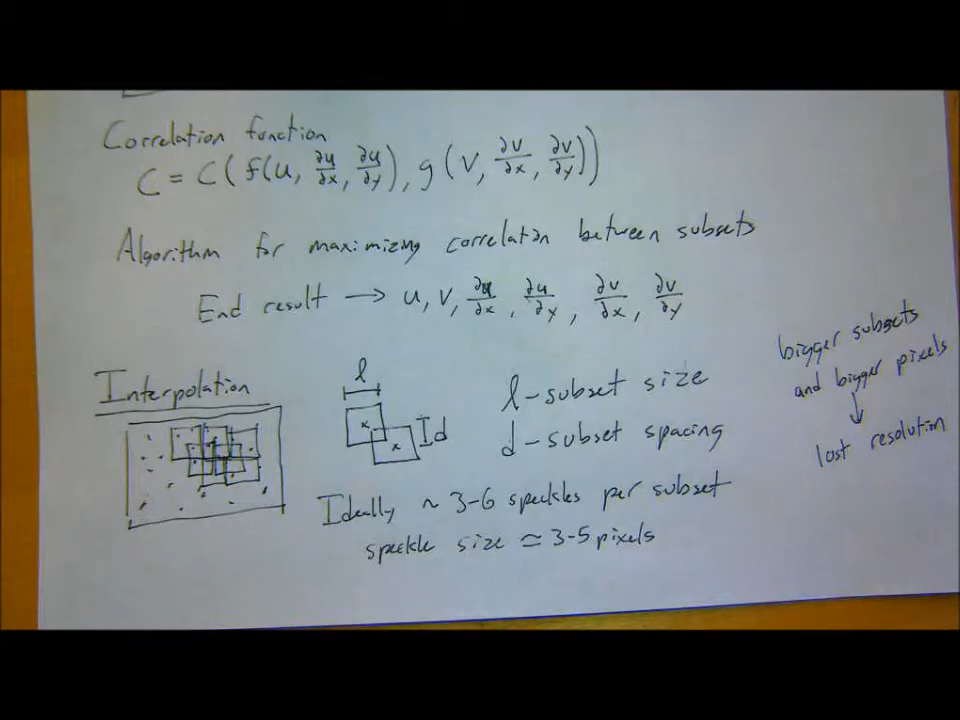 Correlation function
C = C(f(u, ∂u/∂x, ∂u/∂y), g(v, ∂v/∂x, ∂v/∂y))
Algorithm for maximizing correlation between subsets
End result → u, v, ∂u/∂x, ∂u/∂y, ∂v/∂x, ∂v/∂y
Interpolation
l
x
x
d
l - subset size
d - subset spacing
Ideally ~ 3-6 speckles per subset
speckle size ≃ 3-5 pixels
bigger subsets
and bigger pixels
↓
lost resolution